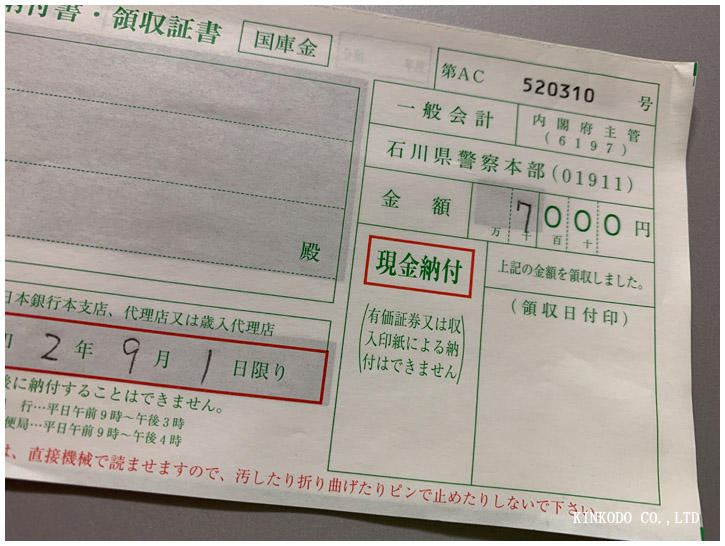 付書・領収証書
国庫金
第AC 520310 号
一般会計
内閣府主管
(6197)
石川県警察本部(01911)
金額
7000円
万千百十
殿
現金納付
上記の金額を領収しました。
(領収日付印)
(有価証券又は収
入印紙による納
付はできません)
日本銀行本支店、代理店又は歳入代理店
2年9月1日限り
後に納付することはできません。
行…平日午前9時~午後3時
便局…平日午前9時~午後4時
は、直接機械で読ませますので、汚したり折り曲げたりピンで止めたりしないで下さい。
KINKODO CO.,LTD